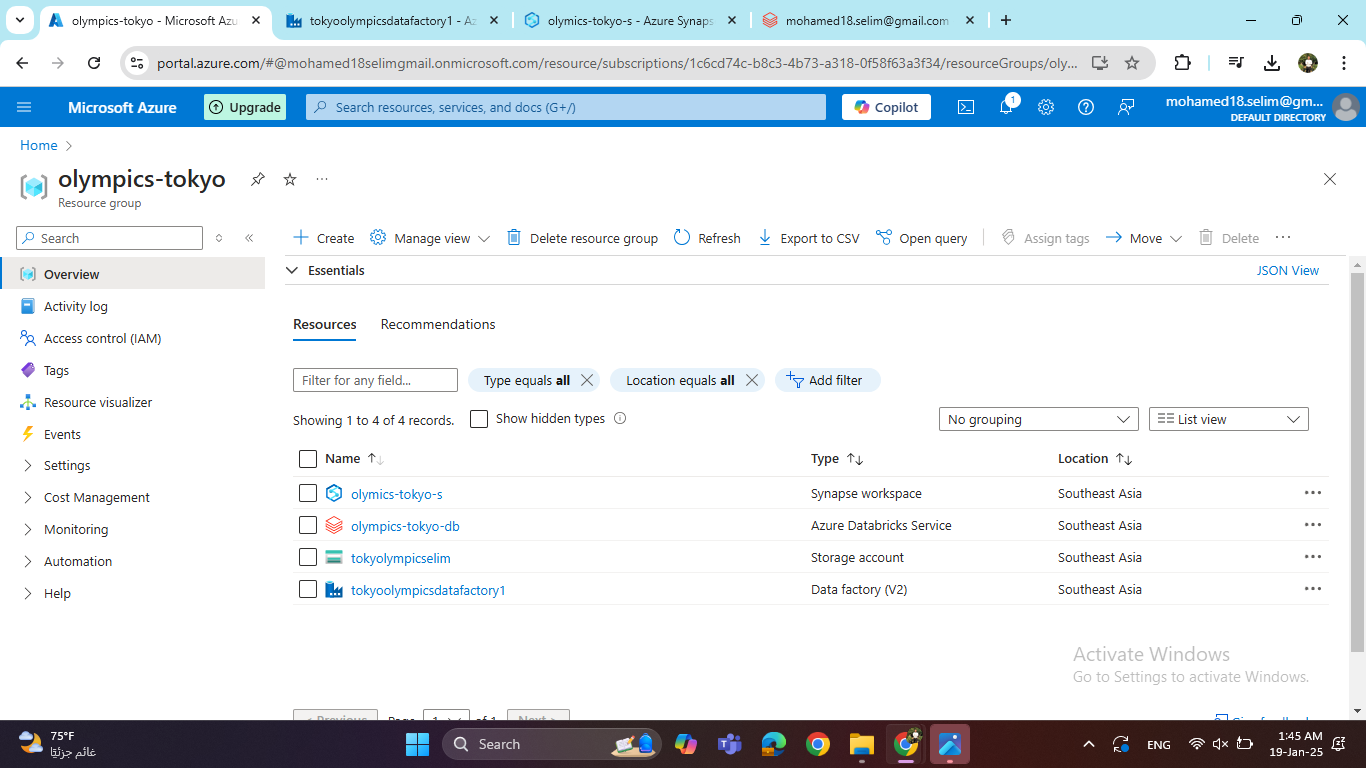 olympics-tokyo - Microsoft Azu
tokyoolympicsdatafactory1 - Az
olymics-tokyo-s - Azure Synaps
mohamed18.selim@gmail.com
portal.azure.com/#@mohamed18selimgmail.onmicrosoft.com/resource/subscriptions/1c6cd74c-b8c3-4b73-a318-0f58f63a3f34/resourceGroups/oly...
Microsoft Azure
Upgrade
Search resources, services, and docs (G+/)
Copilot
1
mohamed18.selim@gm...
DEFAULT DIRECTORY
Home
olympics-tokyo
Resource group
Search
Create
Manage view
Delete resource group
Refresh
Export to CSV
Open query
Assign tags
Move
Delete
Overview
Activity log
Access control (IAM)
Tags
Resource visualizer
Events
Settings
Cost Management
Monitoring
Automation
Help
Essentials
JSON View
Resources
Recommendations
Filter for any field...
Type equals all
Location equals all
Add filter
Showing 1 to 4 of 4 records.
Show hidden types
No grouping
List view
Name
Type
Location
olymics-tokyo-s
Synapse workspace
Southeast Asia
olympics-tokyo-db
Azure Databricks Service
Southeast Asia
tokyolympicselim
Storage account
Southeast Asia
tokyoolympicsdatafactory1
Data factory (V2)
Southeast Asia
Activate Windows
Go to Settings to activate Windows.
< Previous
Page
1
of 1
Next >
Give feedback
75°F
غائم جزئيًا
Search
ENG
1:45 AM
19-Jan-25